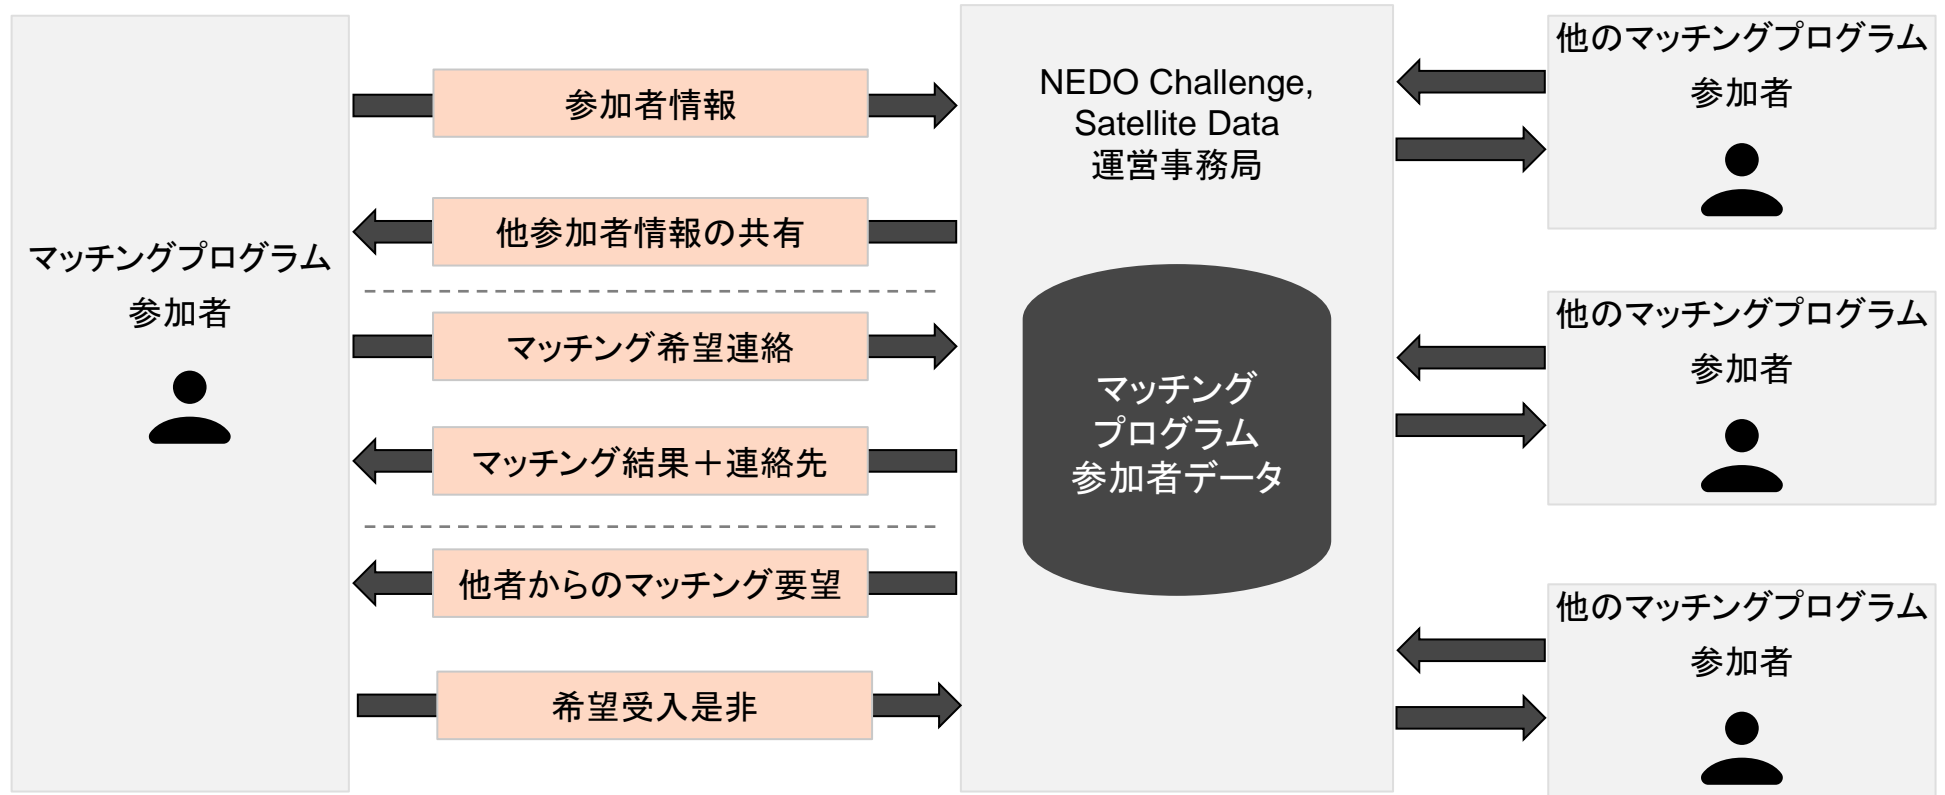 マッチングプログラム
参加者
参加者情報
他参加者情報の共有
マッチング希望連絡
マッチング結果＋連絡先
他者からのマッチング要望
希望受入是非
NEDO Challenge,
Satellite Data
運営事務局
マッチング
プログラム
参加者データ
他のマッチングプログラム
参加者
他のマッチングプログラム
参加者
他のマッチングプログラム
参加者